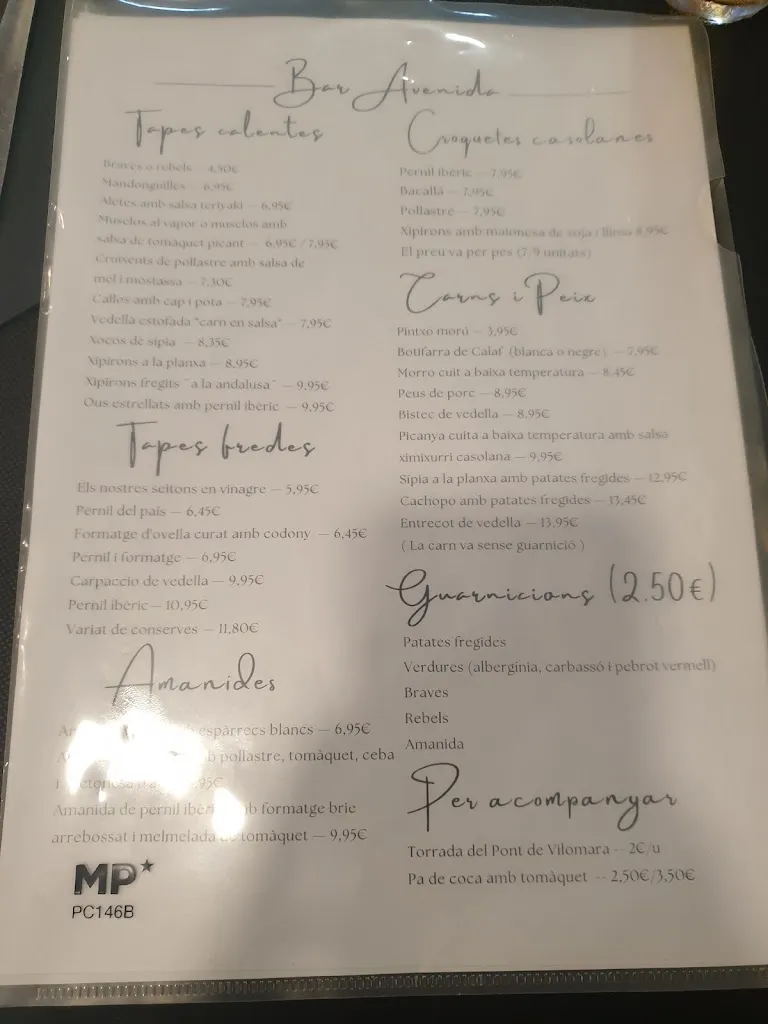 Bar Avenida
Tapes calentes
Braves o rebels — 4,50€
Mandonguilles — 6,95€
Aletes amb salsa teriyaki — 6,95€
Musclos al vapor o musclos amb
salsa de tomàquet picant — 6,95€ / 7,95€
Cruixents de pollastre amb salsa de
mel i mostassa — 7,30€
Callos amb cap i pota — 7,95€
Vedella estofada "carn en salsa" — 7,95€
Xocos de sípia — 8,35€
Xipirons a la planxa — 8,95€
Xipirons fregits ¨a la andalusa¨ — 9,95€
Ous estrellats amb pernil ibèric — 9,95€
Tapes fredes
Els nostres seitons en vinagre — 5,95€
Pernil del país — 6,45€
Formatge d'ovella curat amb codony — 6,45€
Pernil i formatge — 6,95€
Carpaccio de vedella — 9,95€
Pernil ibèric — 10,95€
Variat de conserves — 11,80€
Amanides
espàrrecs blancs — 6,95€
pollastre, tomàquet, ceba
Amanida de pernil ibèric amb formatge brie
arrebossat i melmelada de tomàquet — 9,95€
MP★
PC146B
Croquetes casolanes
Pernil ibèric — 7,95€
Bacallà — 7,95€
Pollastre — 7,95€
Xipirons amb maionesa de soja i llima 8,95€
El preu va per pes (7/9 unitats)
Carns i Peix
Pintxo morú — 3,95€
Botifarra de Calaf (blanca o negre) — 7,95€
Morro cuit a baixa temperatura — 8,45€
Peus de porc — 8,95€
Bistec de vedella — 8,95€
Picanya cuita a baixa temperatura amb salsa
ximixurri casolana — 9,95€
Sípia a la planxa amb patates fregides — 12,95€
Cachopo amb patates fregides — 13,45€
Entrecot de vedella — 13,95€
( La carn va sense guarnició )
Guarnicions (2.50€)
Patates fregides
Verdures (albergínia, carbassó i pebrot vermell)
Braves
Rebels
Amanida
Per acompanyar
Torrada del Pont de Vilomara -- 2€/u
Pa de coca amb tomàquet -- 2,50€/3,50€